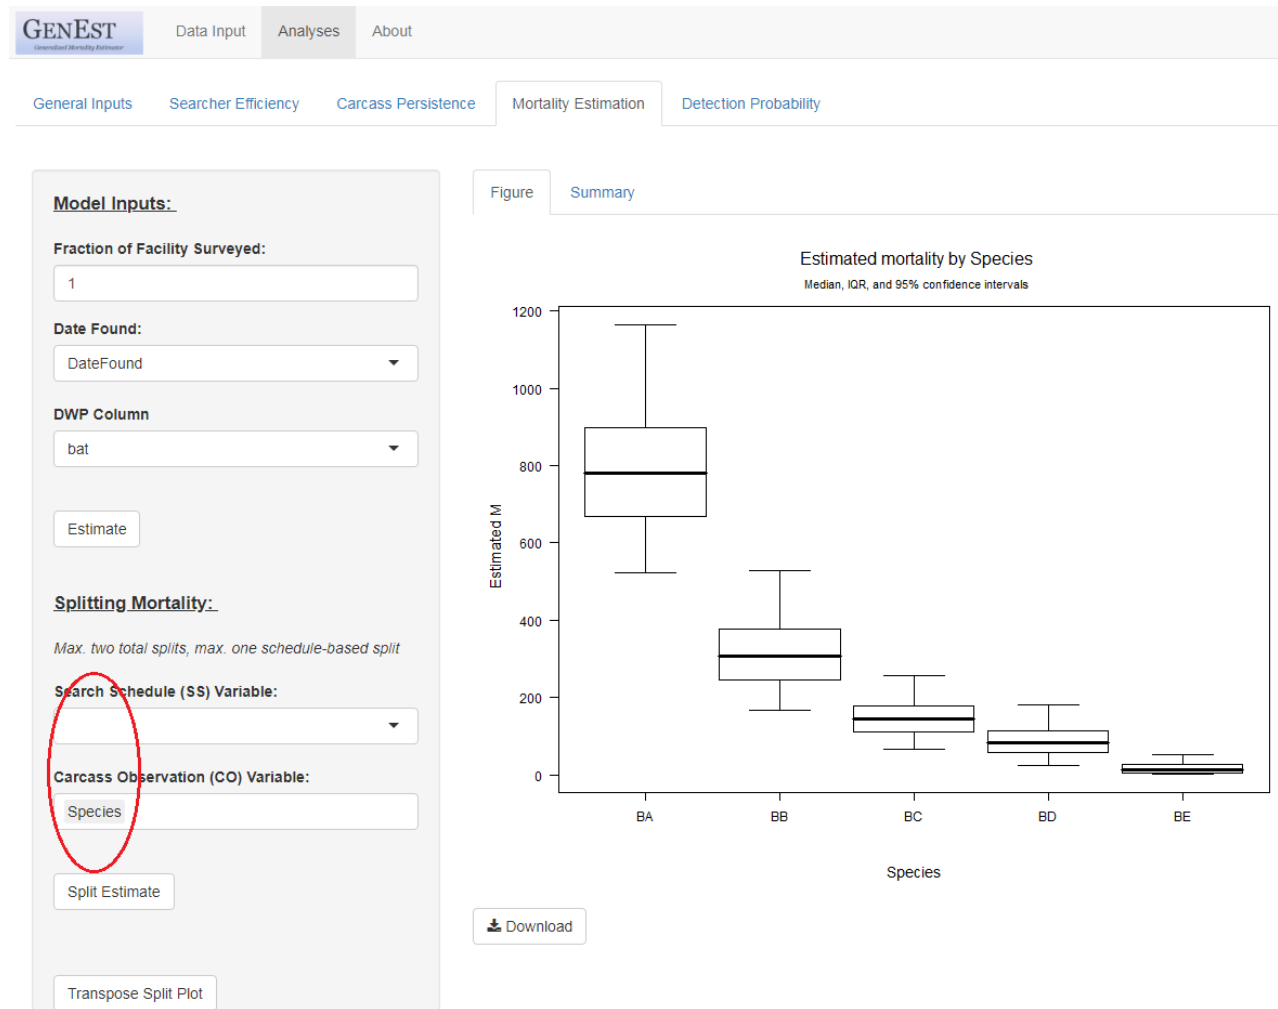 GENEST
Generalized Mortality Estimator
Data Input Analyses About
General Inputs Searcher Efficiency Carcass Persistence Mortality Estimation Detection Probability
Model Inputs:
Fraction of Facility Surveyed:
1
Date Found:
DateFound
DWP Column
bat
Estimate
Splitting Mortality:
Max. two total splits, max. one schedule-based split
Search Schedule (SS) Variable:
Carcass Observation (CO) Variable:
Species
Split Estimate
Transpose Split Plot
Figure Summary
Estimated mortality by Species
Median, IQR, and 95% confidence intervals
Estimated M
1200
1000
800
600
400
200
0
BA BB BC BD BE
Species
Download